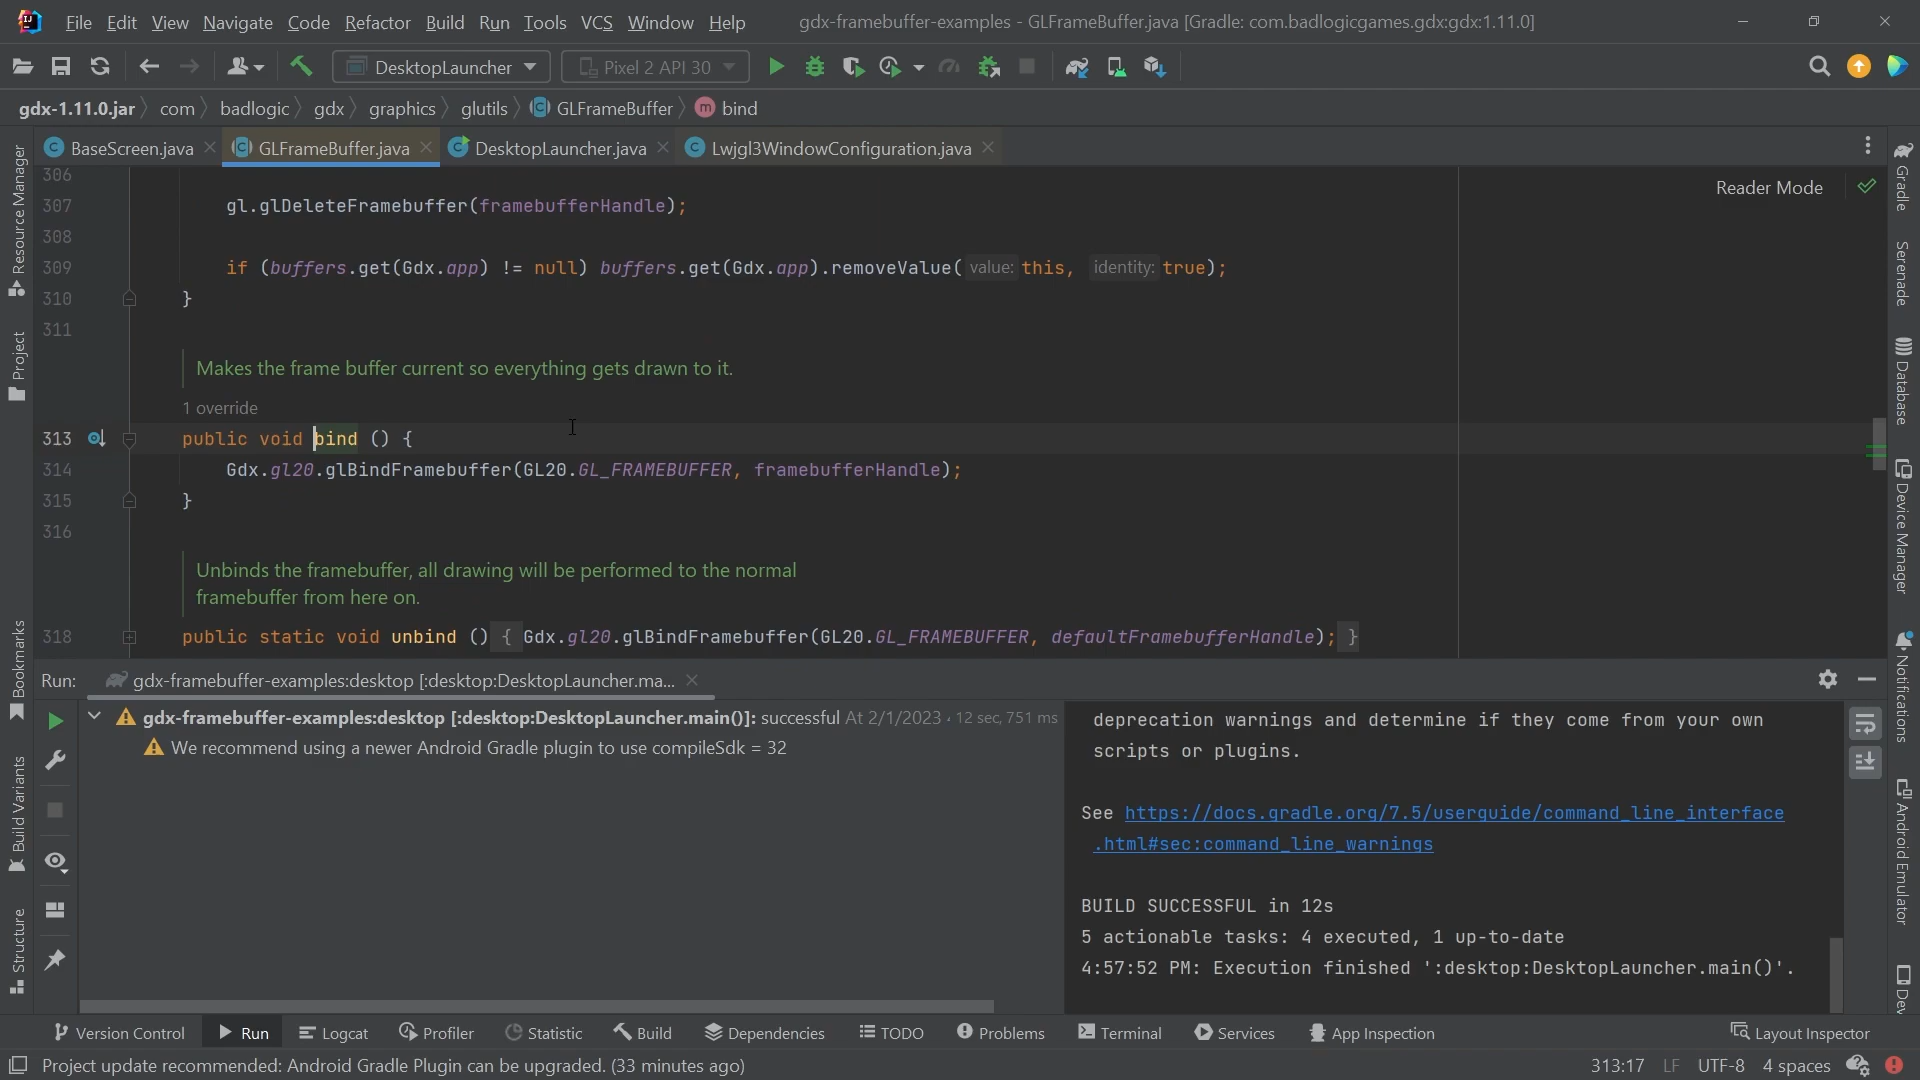 File Edit View Navigate Code Refactor Build Run Tools VCS Window Help gdx-framebuffer-examples - GLFrameBuffer.java [Gradle: com.badlogicgames.gdx:gdx:1.11.0]
DesktopLauncher Pixel 2 API 30
gdx-1.11.0.jar com badlogic gdx graphics glutils GLFrameBuffer bind
BaseScreen.java GLFrameBuffer.java DesktopLauncher.java Lwjgl3WindowConfiguration.java
306
Reader Mode
307 gl.glDeleteFramebuffer(framebufferHandle);
308
309 if (buffers.get(Gdx.app) != null) buffers.get(Gdx.app).removeValue( value: this, identity: true);
310 }
311
Makes the frame buffer current so everything gets drawn to it.
1 override
313 public void bind () {
314 Gdx.gl20.glBindFramebuffer(GL20.GL_FRAMEBUFFER, framebufferHandle);
315 }
316
Unbinds the framebuffer, all drawing will be performed to the normal
framebuffer from here on.
318 public static void unbind () { Gdx.gl20.glBindFramebuffer(GL20.GL_FRAMEBUFFER, defaultFramebufferHandle); }
Resource Manager
Project
Bookmarks
Build Variants
Structure
Gradle
Serenade
Database
Device Manager
Notifications
Android Emulator
Dev
Run: gdx-framebuffer-examples:desktop [:desktop:DesktopLauncher.ma...
gdx-framebuffer-examples:desktop [:desktop:DesktopLauncher.main()]: successful At 2/1/2023 12 sec, 751 ms
We recommend using a newer Android Gradle plugin to use compileSdk = 32
deprecation warnings and determine if they come from your own
scripts or plugins.
See https://docs.gradle.org/7.5/userguide/command_line_interface
.html#sec:command_line_warnings
BUILD SUCCESSFUL in 12s
5 actionable tasks: 4 executed, 1 up-to-date
4:57:52 PM: Execution finished ':desktop:DesktopLauncher.main()'.
Version Control Run Logcat Profiler Statistic Build Dependencies TODO Problems Terminal Services App Inspection Layout Inspector
Project update recommended: Android Gradle Plugin can be upgraded. (33 minutes ago) 313:17 LF UTF-8 4 spaces